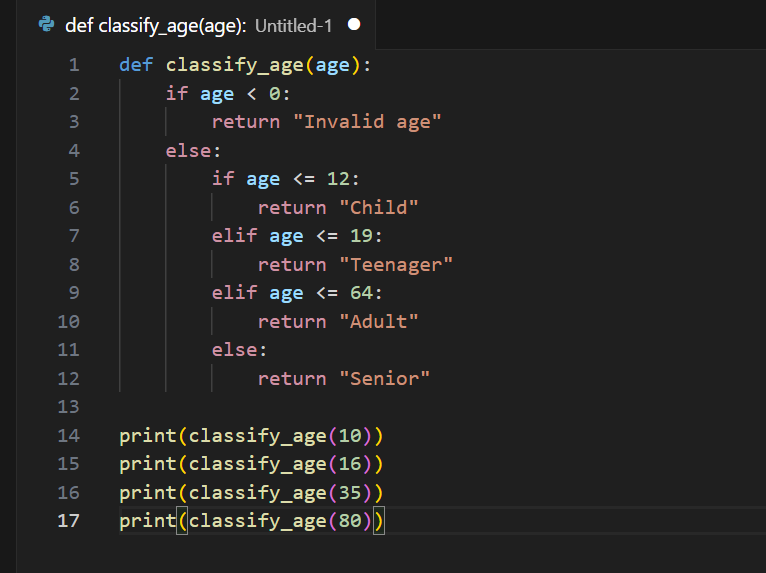 def classify_age(age): Untitled-1
1 def classify_age(age):
2     if age < 0:
3         return "Invalid age"
4     else:
5         if age <= 12:
6             return "Child"
7         elif age <= 19:
8             return "Teenager"
9         elif age <= 64:
10             return "Adult"
11         else:
12             return "Senior"
13
14 print(classify_age(10))
15 print(classify_age(16))
16 print(classify_age(35))
17 print(classify_age(80))